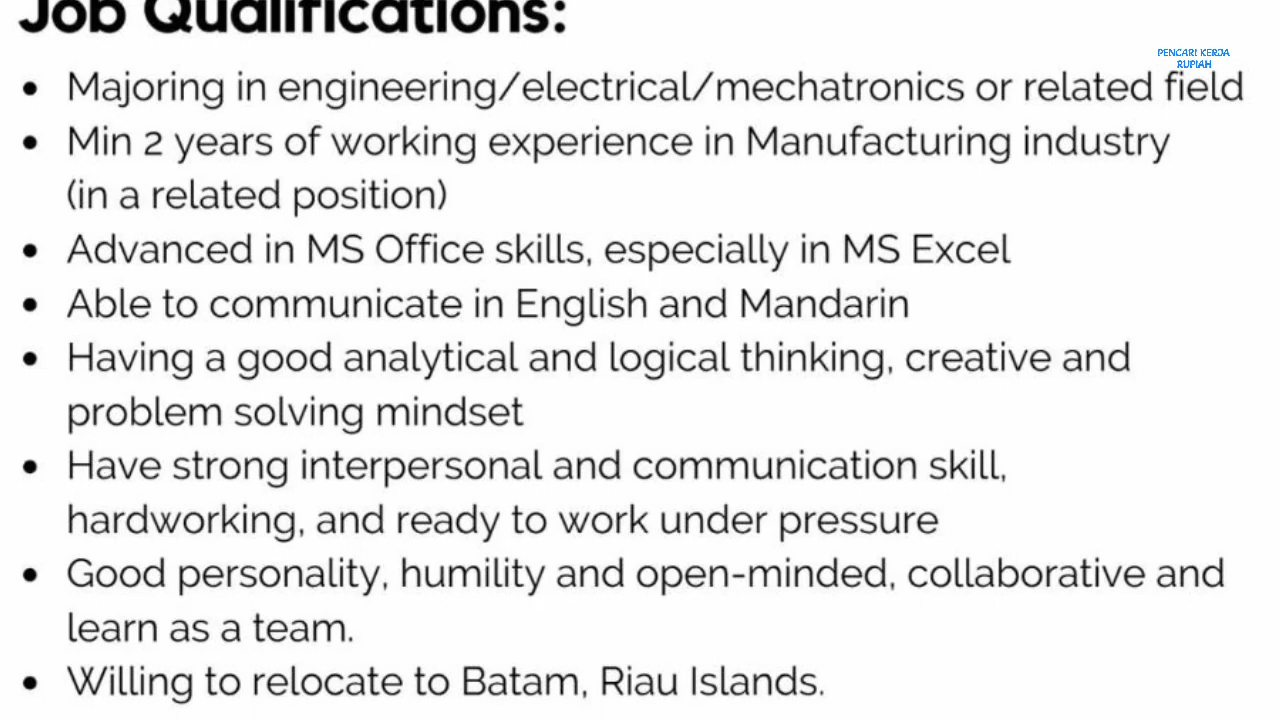 Job Qualifications:
PENCARI KERJA
RUPIAH
• Majoring in engineering/electrical/mechatronics or related field
• Min 2 years of working experience in Manufacturing industry
(in a related position)
• Advanced in MS Office skills, especially in MS Excel
• Able to communicate in English and Mandarin
• Having a good analytical and logical thinking, creative and
problem solving mindset
• Have strong interpersonal and communication skill,
hardworking, and ready to work under pressure
• Good personality, humility and open-minded, collaborative and
learn as a team.
• Willing to relocate to Batam, Riau Islands.